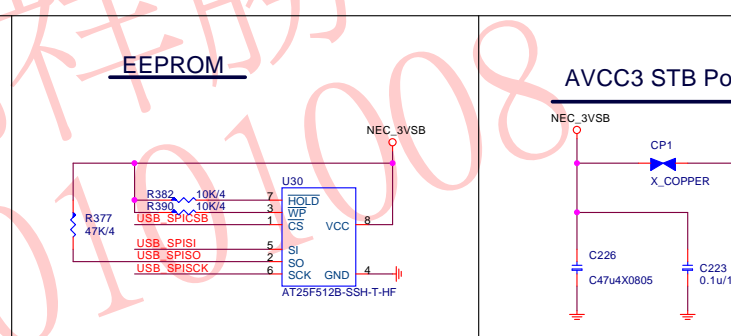 EEPROM
AVCC3 STB Po
NEC_3VSB
NEC_3VSB
CP1
X_COPPER
U30
R382 10K/4
R390 10K/4
USB_SPICSB
R377
47K/4
USB_SPISI
USB_SPISO
USB_SPISCK
7 HOLD
3 WP
1 CS
VCC 8
5 SI
2 SO
6 SCK
GND 4
AT25F512B-SSH-T-HF
C226
C47u4X0805
C223
0.1u/1
0101008